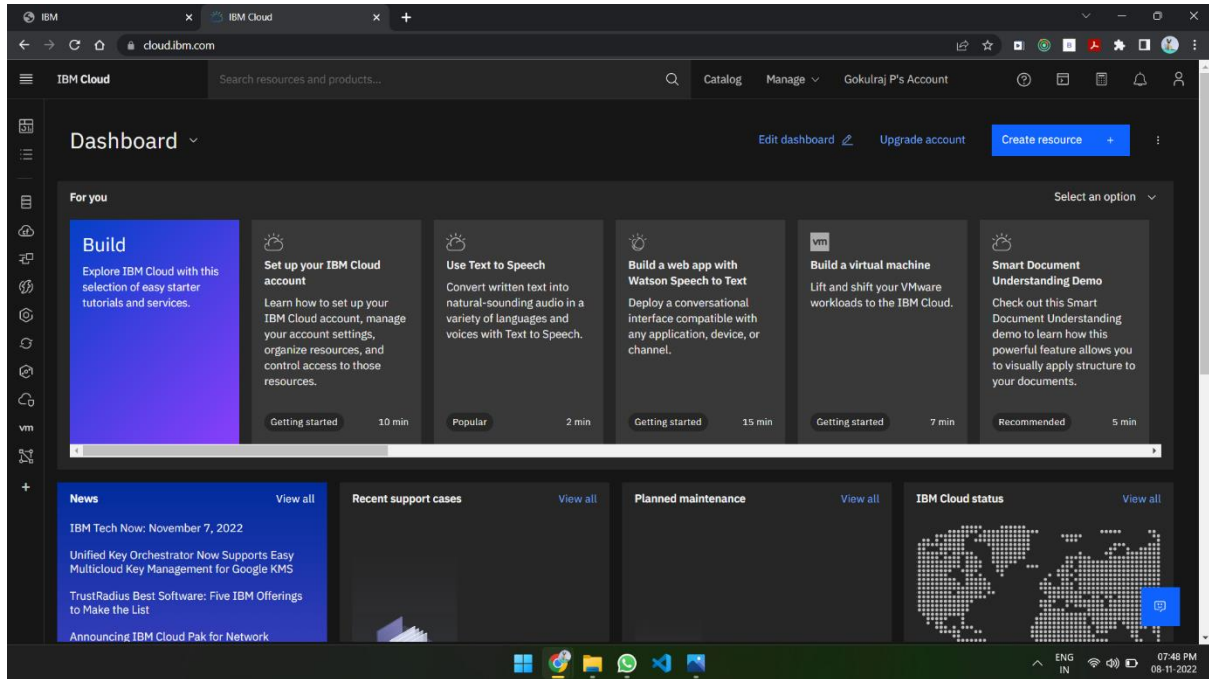 IBM
IBM Cloud
cloud.ibm.com
IBM Cloud
Search resources and products...
Catalog
Manage
Gokulraj P's Account
Dashboard
Edit dashboard
Upgrade account
Create resource +
For you
Select an option
Build
Explore IBM Cloud with this
selection of easy starter
tutorials and services.
Set up your IBM Cloud
account
Learn how to set up your
IBM Cloud account, manage
your account settings,
organize resources, and
control access to those
resources.
Getting started
10 min
Use Text to Speech
Convert written text into
natural-sounding audio in a
variety of languages and
voices with Text to Speech.
Popular
2 min
Build a web app with
Watson Speech to Text
Deploy a conversational
interface compatible with
any application, device, or
channel.
Getting started
15 min
vm
Build a virtual machine
Lift and shift your VMware
workloads to the IBM Cloud.
Getting started
7 min
Smart Document
Understanding Demo
Check out this Smart
Document Understanding
demo to learn how this
powerful feature allows you
to visually apply structure to
your documents.
Recommended
5 min
vm
News
View all
IBM Tech Now: November 7, 2022
Unified Key Orchestrator Now Supports Easy
Multicloud Key Management for Google KMS
TrustRadius Best Software: Five IBM Offerings
to Make the List
Announcing IBM Cloud Pak for Network
Recent support cases
View all
Planned maintenance
View all
IBM Cloud status
View all
ENG
IN
07:48 PM
08-11-2022